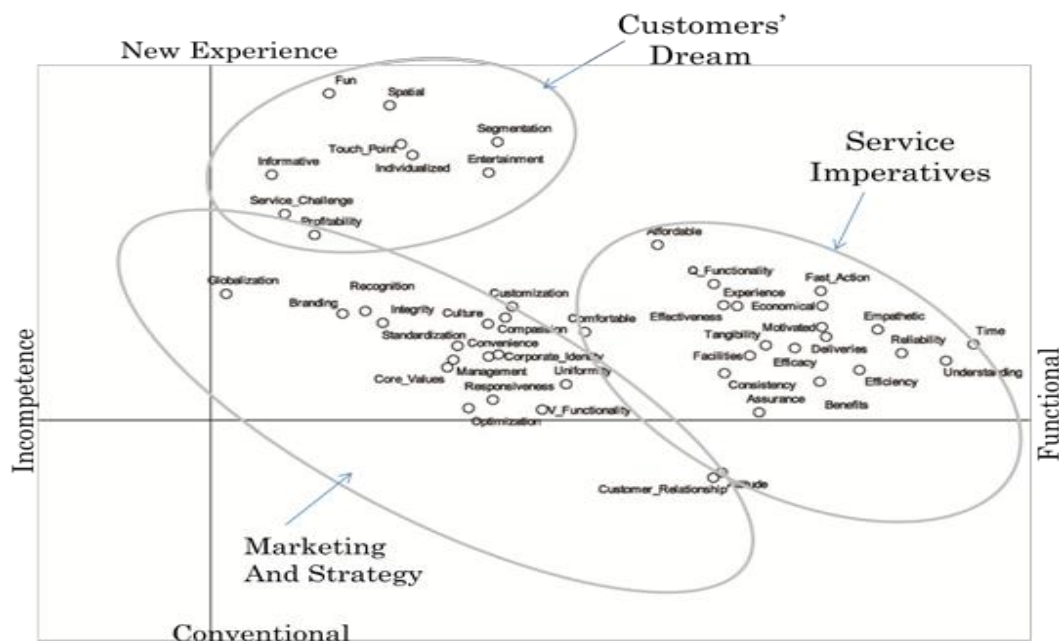 Customers'
Dream
New Experience
Fun
Spatial
Segmentation
Touch_Point
Individualized
Entertainment
Informative
Service_Challenge
Profitability
Service
Imperatives
Affordable
Globalization
Recognition
Branding
Integrity
Culture
Customization
Compassion
Comfortable
Standardization
Convenience
Corporate_Identity
Core_Values
Management
Uniformity
Responsiveness
Optimization
V_Functionality
Q_Functionality
Fast_Action
Experience
Effectiveness
Economical
Empathetic
Tangibility
Motivated
Time
Reliability
Facilities
Deliveries
Efficacy
Understanding
Consistency
Efficiency
Assurance
Benefits
Customer_Relationship
Incompetence
Functional
Marketing
And Strategy
Conventional